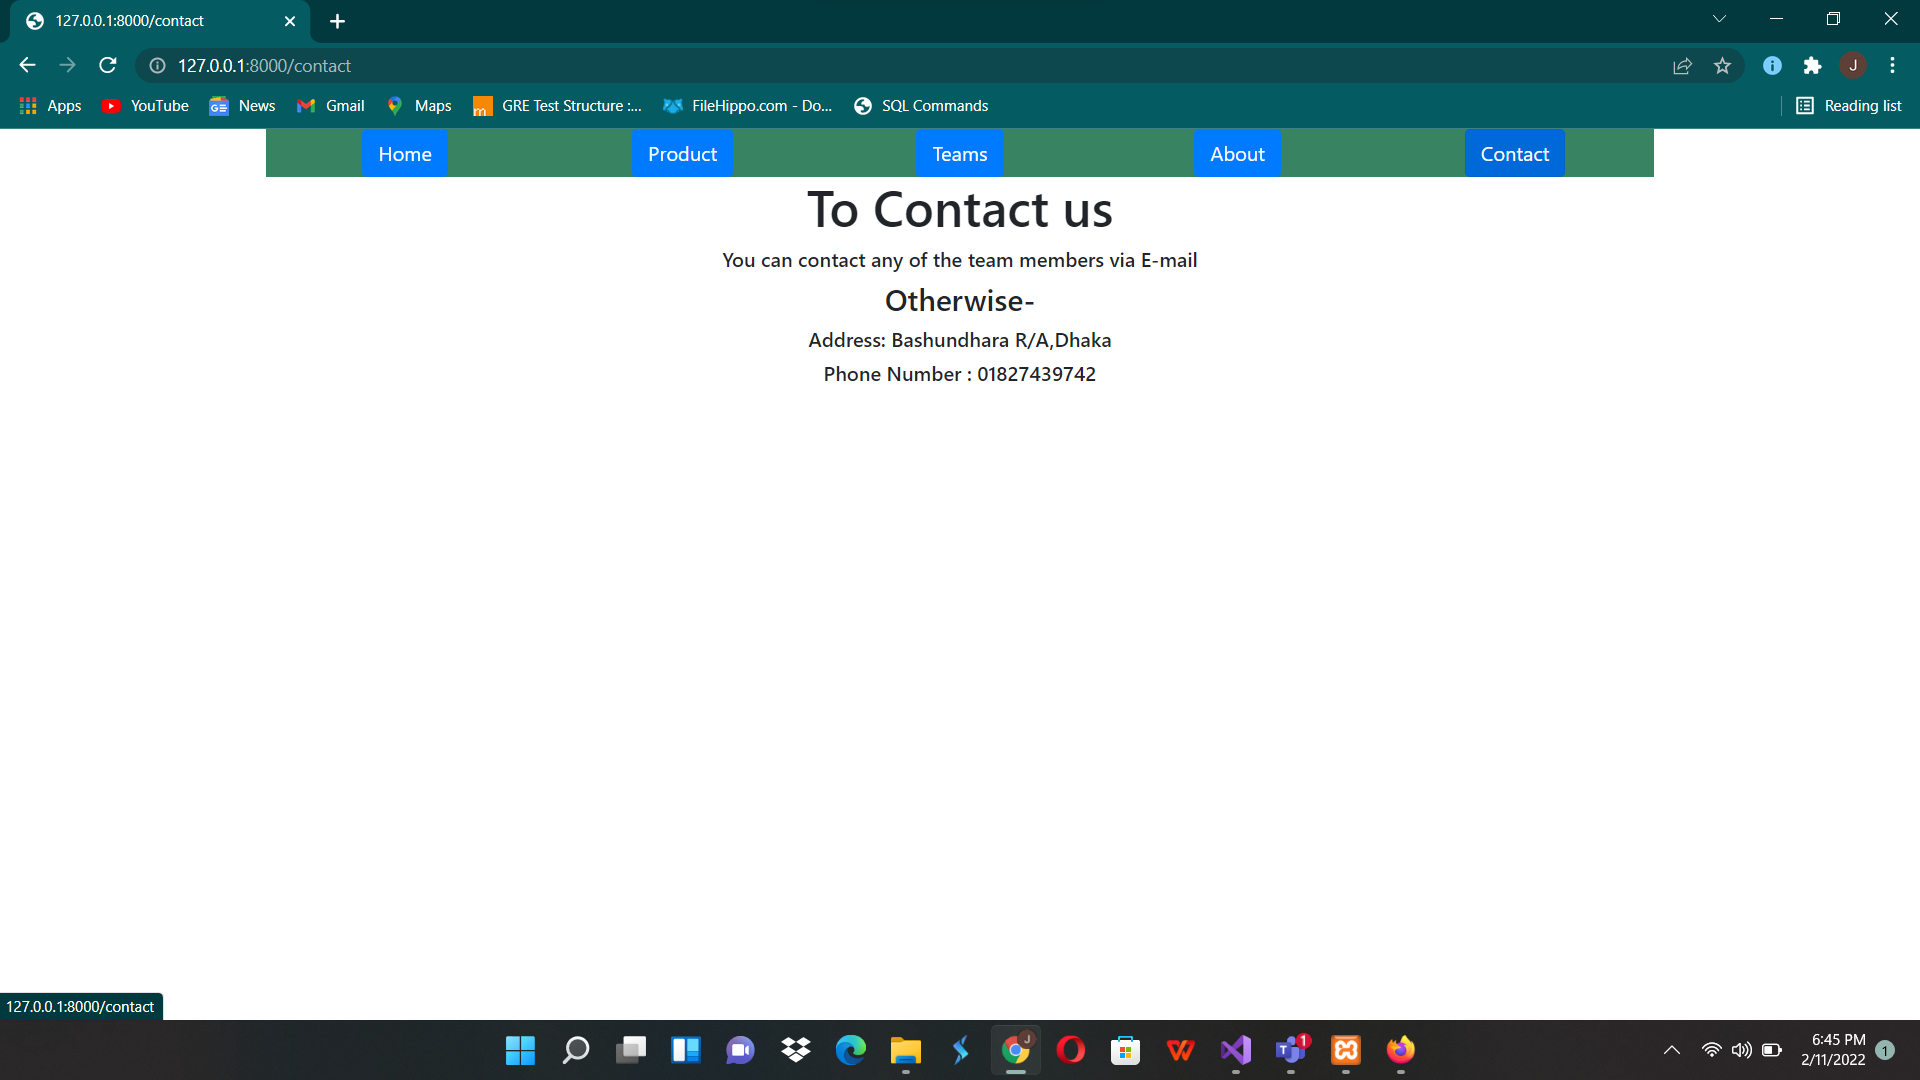 127.0.0.1:8000/contact
127.0.0.1:8000/contact
J
Apps YouTube News Gmail Maps GRE Test Structure :... FileHippo.com - Do... SQL Commands Reading list
Home Product Teams About Contact
To Contact us
You can contact any of the team members via E-mail
Otherwise-
Address: Bashundhara R/A,Dhaka
Phone Number : 01827439742
127.0.0.1:8000/contact
J
1
6:45 PM
2/11/2022
1